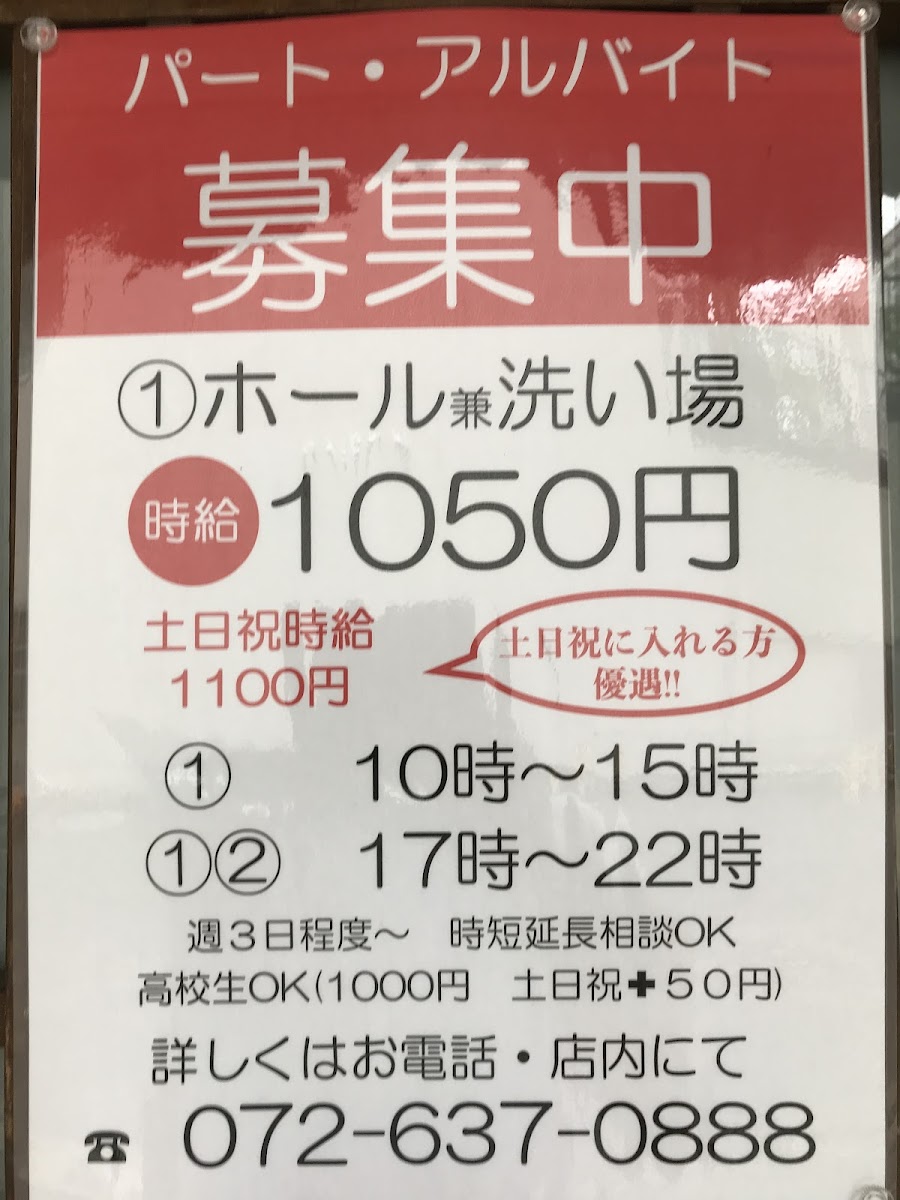 パート・アルバイト
募集中
①ホール兼洗い場
時給 1050円
土日祝時給
1100円
土日祝に入れる方
優遇!!
① 10時～15時
①② 17時～22時
週３日程度～ 時短延長相談OK
高校生OK(1000円 土日祝✚５０円)
詳しくはお電話・店内にて
☎ 072-637-0888